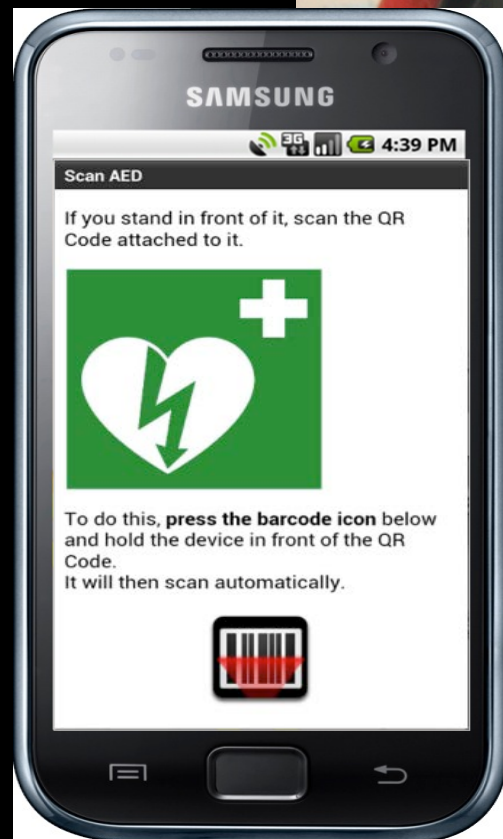 SAMSUNG
3G 4:39 PM
Scan AED
If you stand in front of it, scan the QR
Code attached to it.
To do this, press the barcode icon below
and hold the device in front of the QR
Code.
It will then scan automatically.